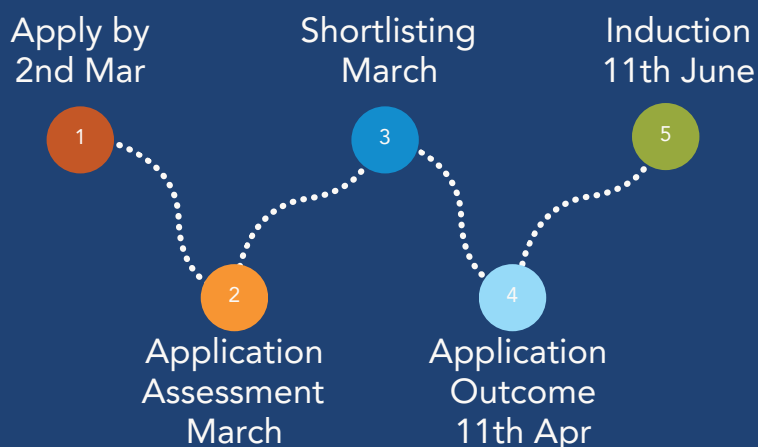 Apply by
2nd Mar
1
2
Application
Assessment
March
Shortlisting
March
3
4
Application
Outcome
11th Apr
Induction
11th June
5